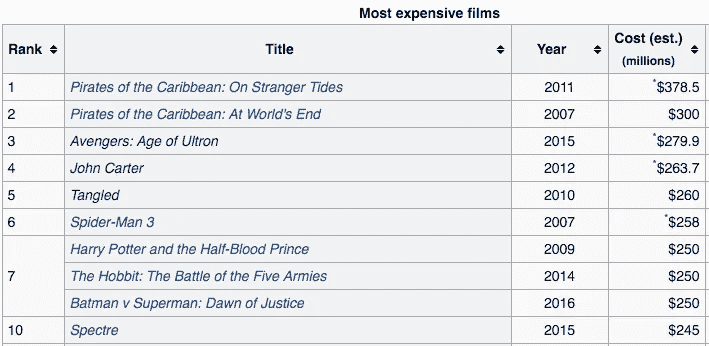 Most expensive films
Rank Title Year Cost (est.) (millions)
1 Pirates of the Caribbean: On Stranger Tides 2011 *$378.5
2 Pirates of the Caribbean: At World's End 2007 $300
3 Avengers: Age of Ultron 2015 *$279.9
4 John Carter 2012 *$263.7
5 Tangled 2010 $260
6 Spider-Man 3 2007 *$258
Harry Potter and the Half-Blood Prince 2009 $250
7 The Hobbit: The Battle of the Five Armies 2014 $250
Batman v Superman: Dawn of Justice 2016 $250
10 Spectre 2015 $245